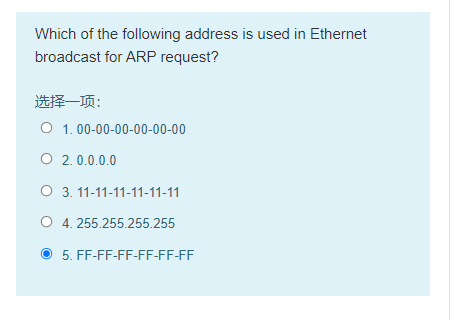 Which of the following address is used in Ethernet
broadcast for ARP request?
选择一项:
1. 00-00-00-00-00-00
2. 0.0.0.0
3. 11-11-11-11-11-11
4. 255.255.255.255
5. FF-FF-FF-FF-FF-FF